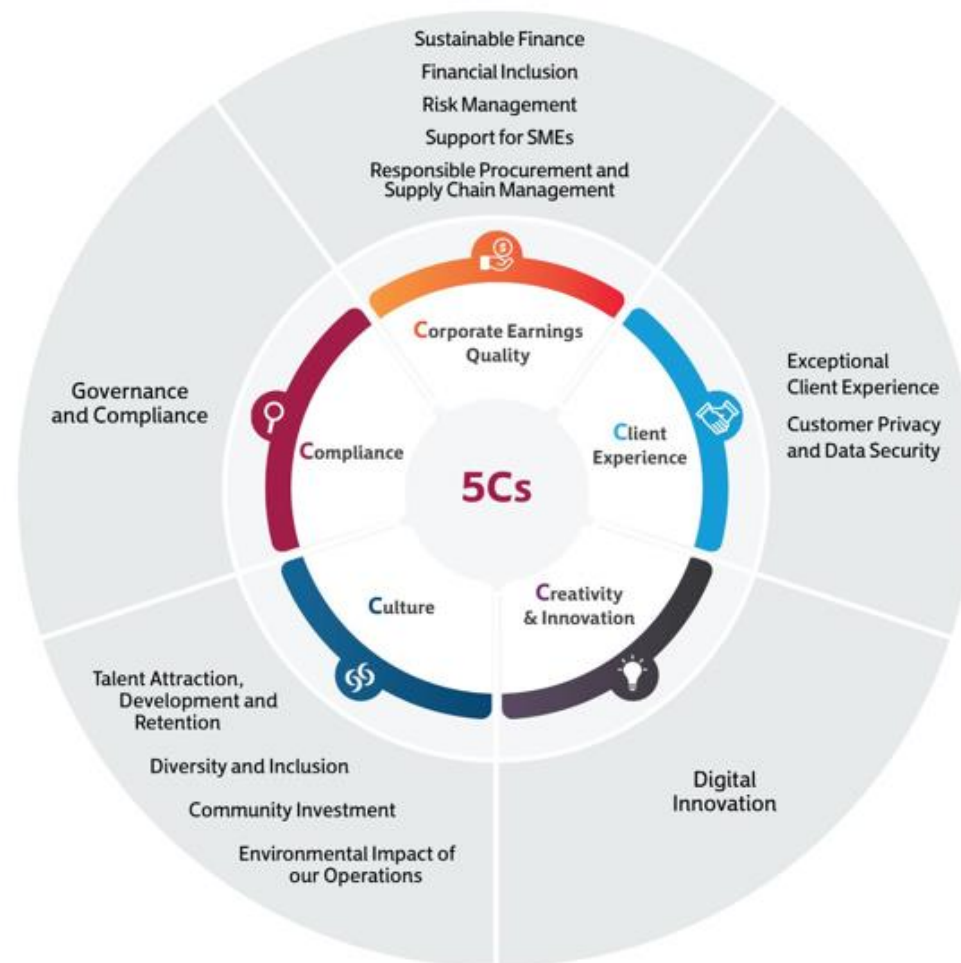 Sustainable Finance
Financial Inclusion
Risk Management
Support for SMEs
Responsible Procurement and
Supply Chain Management
Corporate Earnings
Quality
Exceptional
Client Experience
Customer Privacy
and Data Security
Client
Experience
Governance
and Compliance
Compliance
5Cs
Culture
Creativity
& Innovation
Talent Attraction,
Development and
Retention
Diversity and Inclusion
Community Investment
Environmental Impact of
our Operations
Digital
Innovation